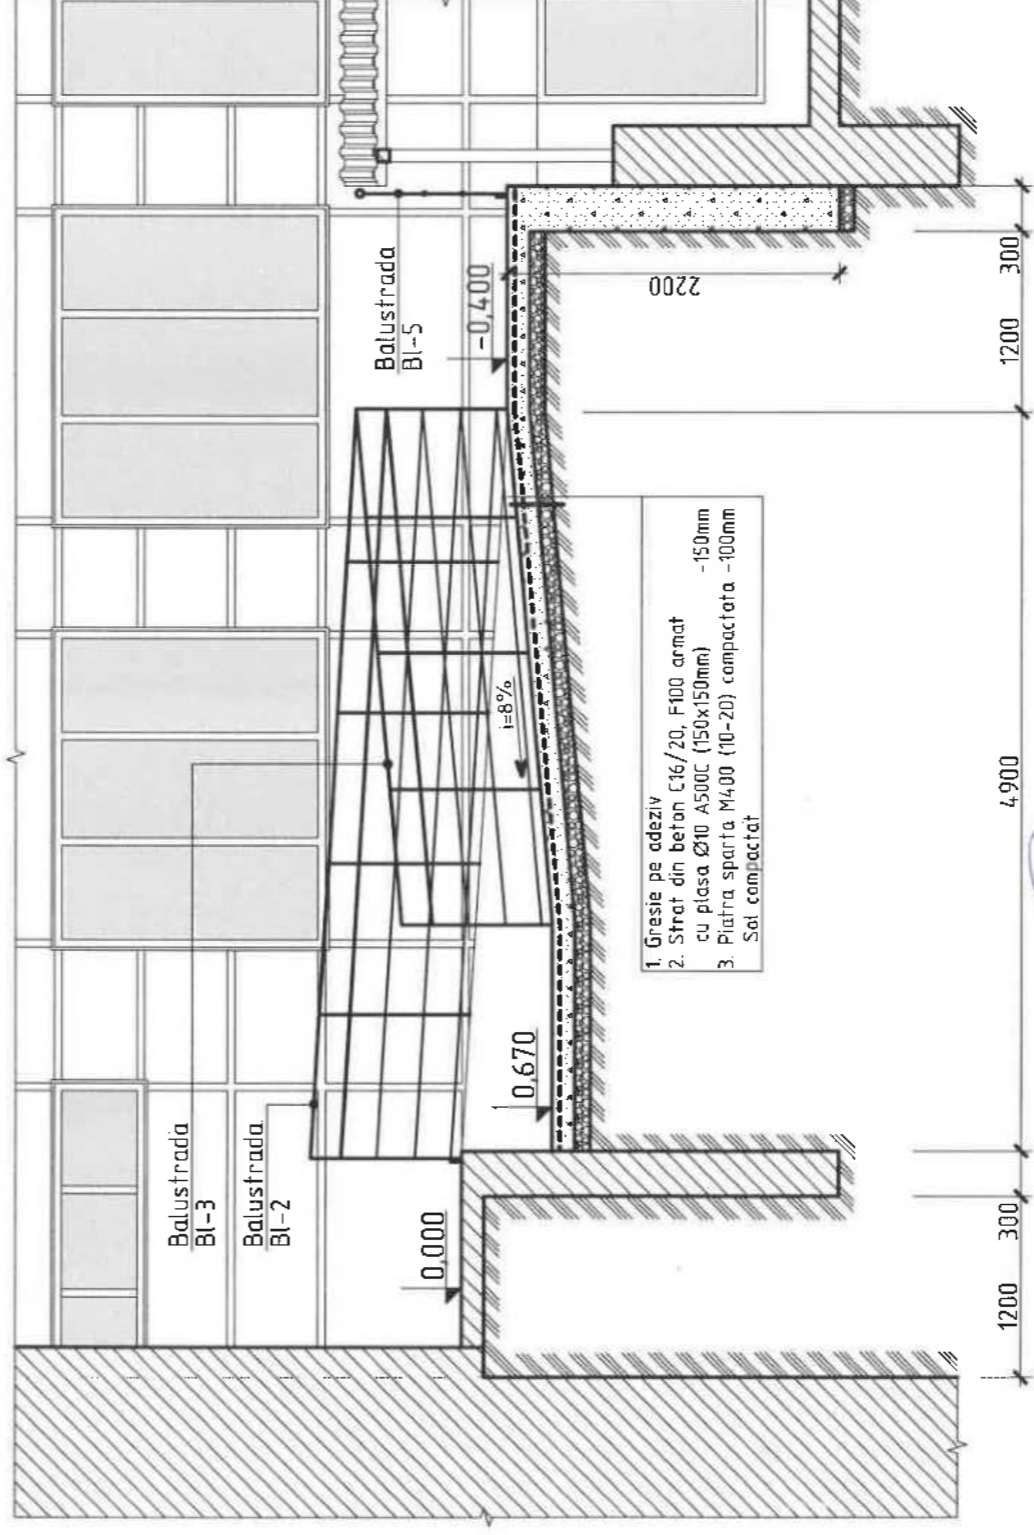 Balustrada
Bl-3
Balustrada
Bl-2
Balustrada
Bl-5
0,000
0,670
-0,400
i=8%
2200
1. Gresie pe adeziv
2. Strat din beton C16/20, F100 armat
cu plasa Ø10 A500C (150x150mm) -150mm
3. Piatra sparta M400 (10-20) compactata -100mm
Sol compactat
1200 300 4900 1200 300